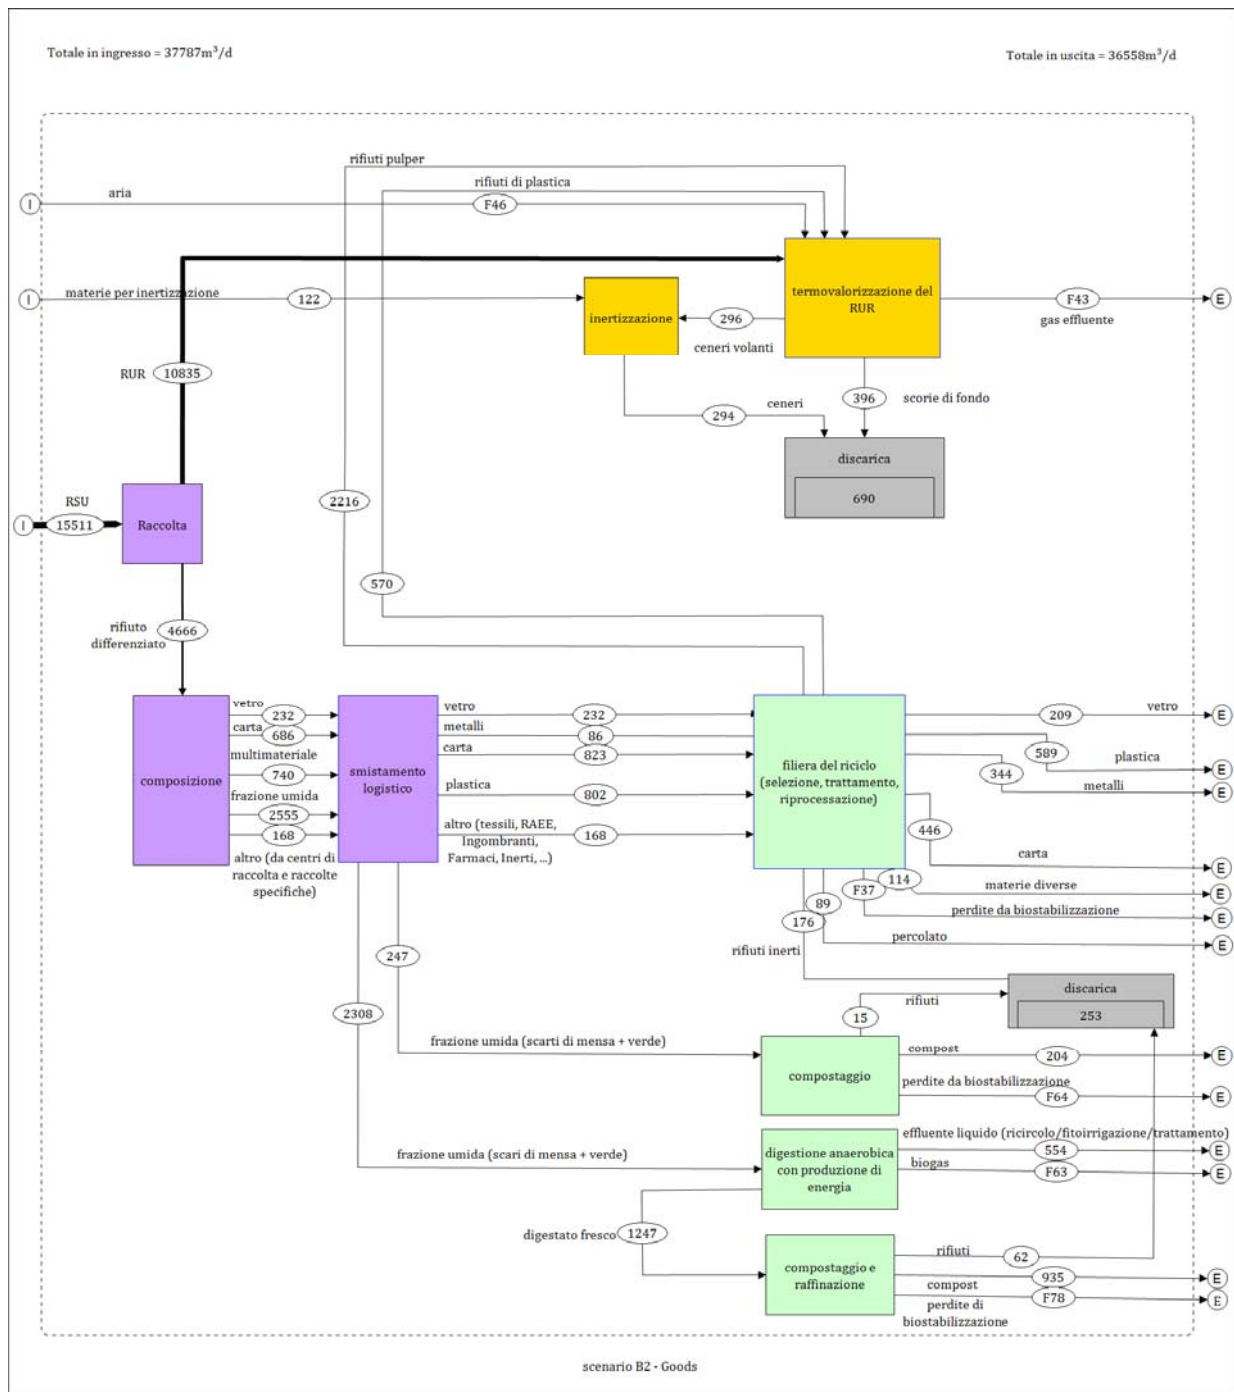 Totale in ingresso = 37787m³/d
Totale in uscita = 36558m³/d
rifiuti pulper
rifiuti di plastica
aria
I
F46
materie per inertizzazione
I
122
inertizzazione
296
ceneri volanti
termovalorizzazione del
RUR
F43
E
gas effluente
RUR
10835
294
ceneri
396
scorie di fondo
discarica
690
RSU
I
15511
Raccolta
2216
570
rifiuto
differenziato
4666
composizione
vetro
232
carta
686
multimateriale
740
frazione umida
2555
168
altro (da centri di
raccolta e raccolte
specifiche)
smistamento
logistico
vetro
232
metalli
86
carta
823
plastica
802
altro (tessili, RAEE,
Ingombranti,
Farmaci, Inerti, ...)
168
filiera del riciclo
(selezione, trattamento,
riprocessazione)
209
vetro
E
589
plastica
E
344
metalli
E
446
carta
E
114
materie diverse
E
F37
perdite da biostabilizzazione
E
89
percolato
E
176
rifiuti inerti
247
2308
discarica
253
15
rifiuti
frazione umida (scarti di mensa + verde)
compostaggio
compost
204
E
perdite da biostabilizzazione
F64
E
frazione umida (scari di mensa + verde)
digestione anaerobica
con produzione di
energia
effluente liquido (ricircolo/fitoirrigazione/trattamento)
554
E
biogas
F63
E
digestato fresco
1247
compostaggio e
raffinazione
rifiuti
62
935
E
compost
F78
E
perdite di
biostabilizzazione
scenario B2 - Goods